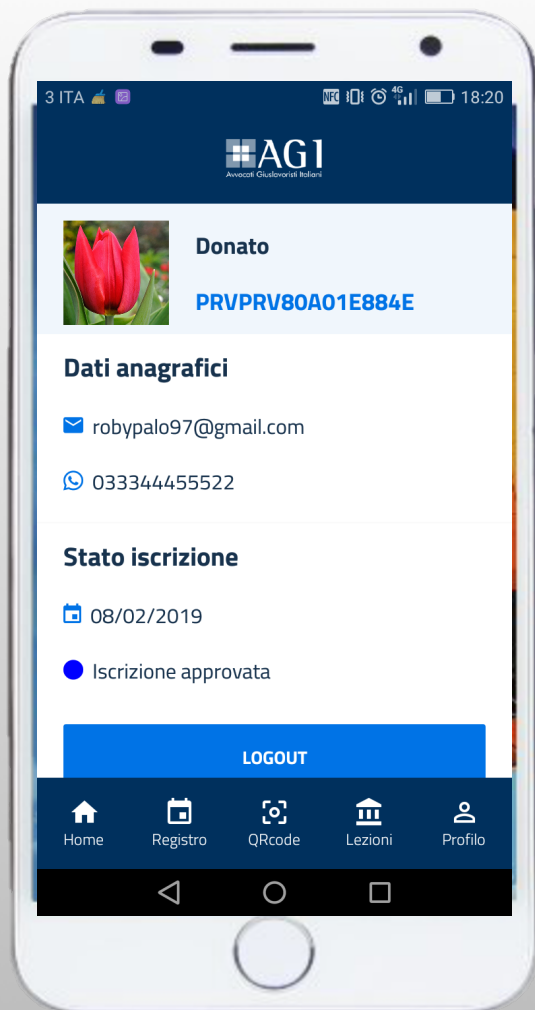 3 ITA NFC 4G 18:20
AGI
Avvocati Giuslavoristi Italiani
Donato
PRVPRV80A01E884E
Dati anagrafici
robypalo97@gmail.com
033344455522
Stato iscrizione
08/02/2019
Iscrizione approvata
LOGOUT
Home Registro QRcode Lezioni Profilo